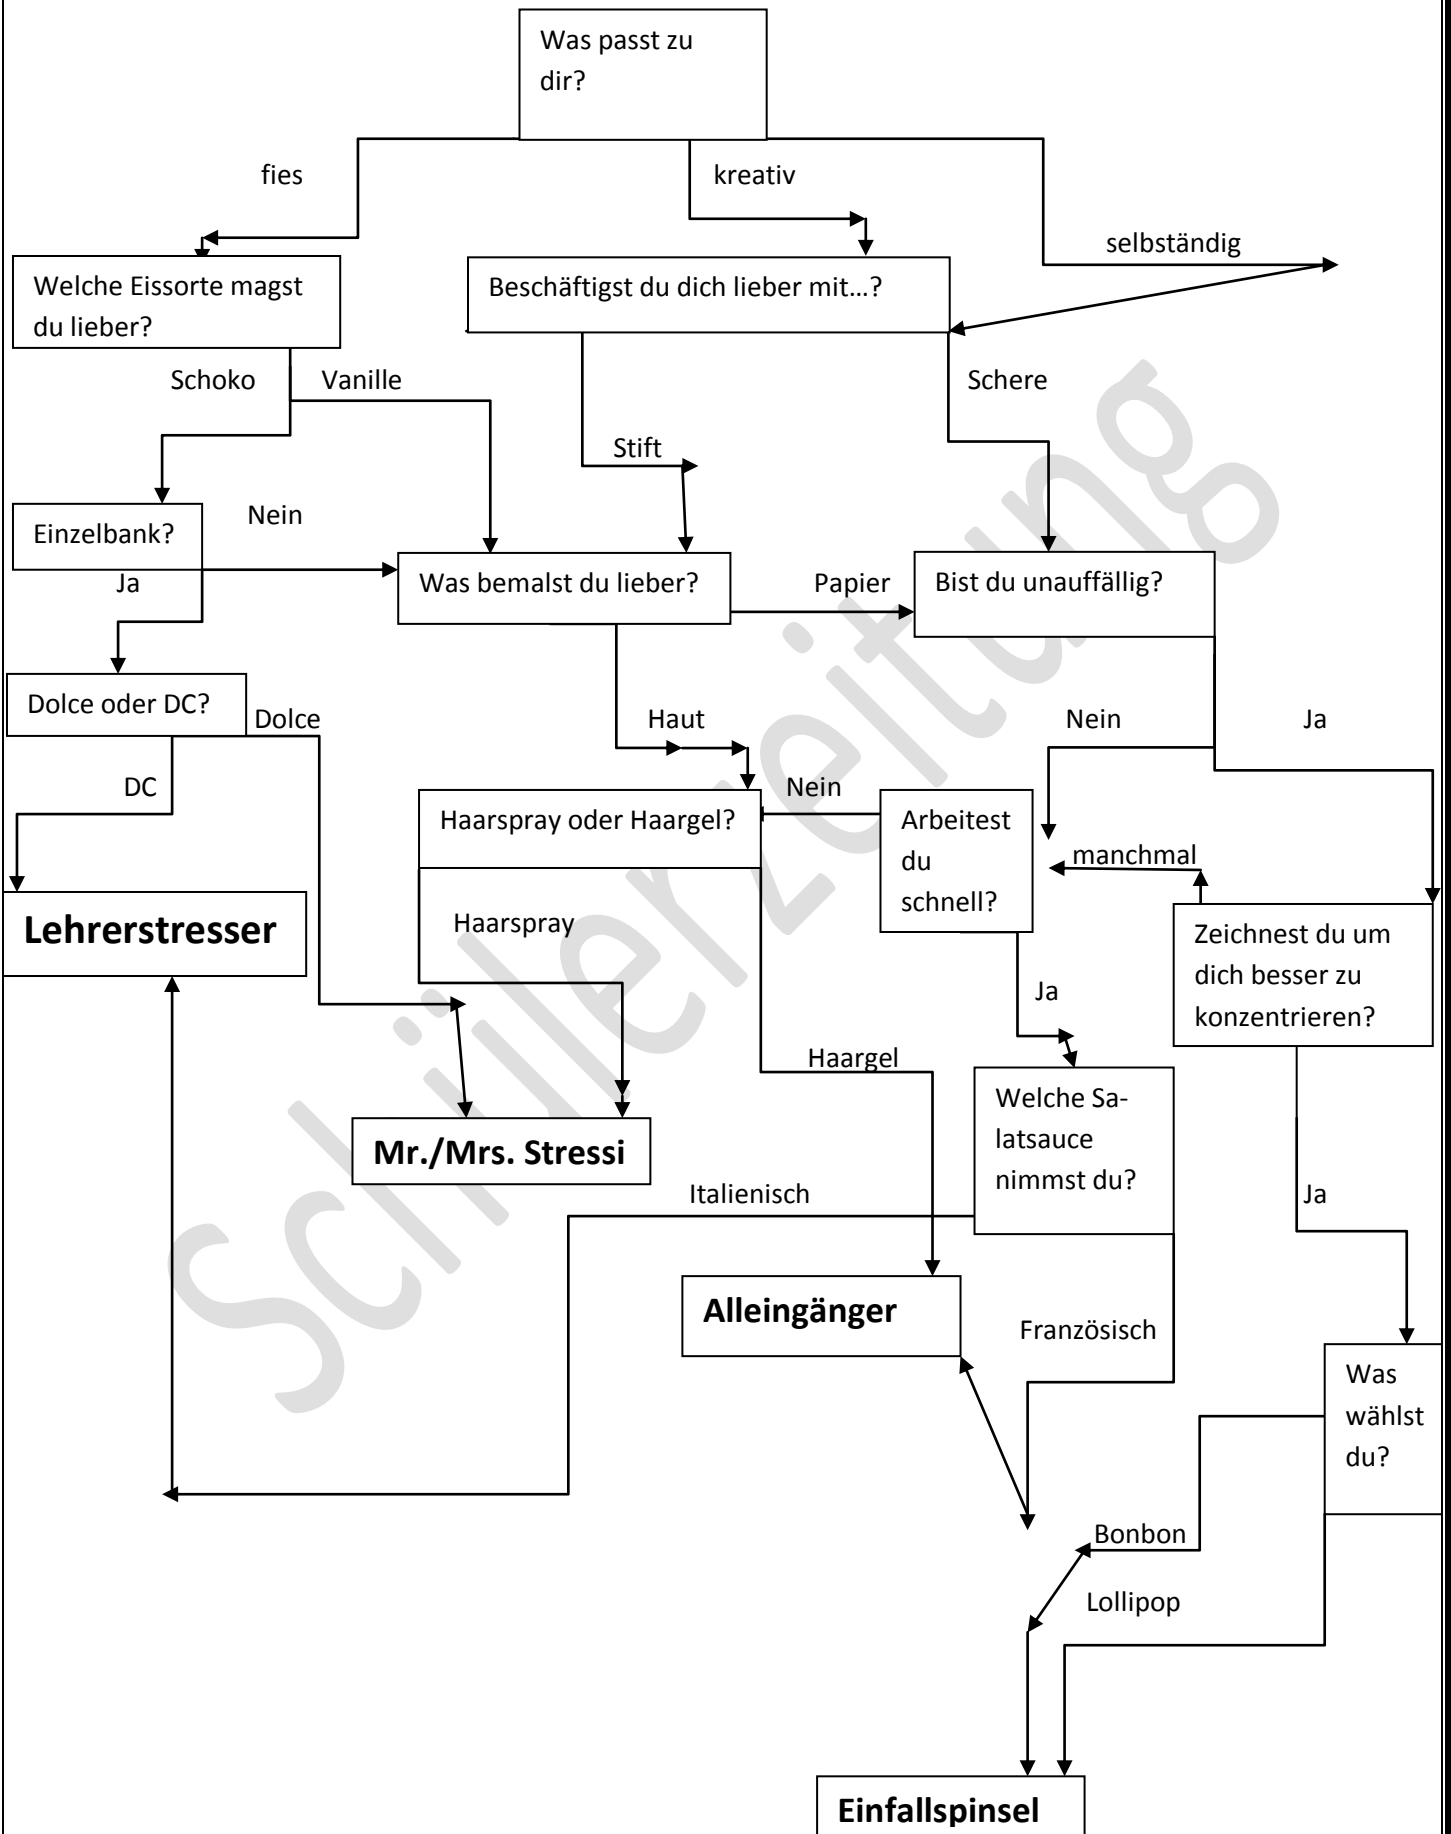 Was passt zu
dir?
fies
kreativ
selbständig
Welche Eissorte magst
du lieber?
Beschäftigst du dich lieber mit...?
Schoko
Vanille
Schere
Stift
Einzelbank?
Nein
Ja
Was bemalst du lieber?
Papier
Bist du unauffällig?
Dolce oder DC?
Dolce
Haut
Nein
Ja
DC
Haarspray oder Haargel?
Nein
Arbeitest
du
schnell?
manchmal
Lehrerstresser
Haarspray
Zeichnest du um
dich besser zu
konzentrieren?
Ja
Haargel
Welche Sa-
latsauce
nimmst du?
Mr./Mrs. Stressi
Italienisch
Ja
Alleingänger
Französisch
Was
wählst
du?
Bonbon
Lollipop
Einfallspinsel
Schülerzeitung